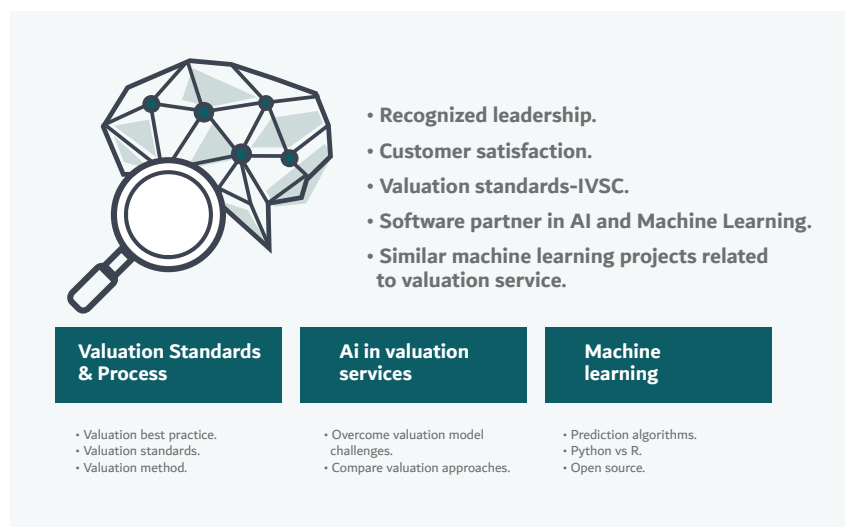 • Recognized leadership.
• Customer satisfaction.
• Valuation standards-IVSC.
• Software partner in AI and Machine Learning.
• Similar machine learning projects related
to valuation service.
Valuation Standards
& Process
• Valuation best practice.
• Valuation standards.
• Valuation method.
Ai in valuation
services
• Overcome valuation model
challenges.
• Compare valuation approaches.
Machine
learning
• Prediction algorithms.
• Python vs R.
• Open source.